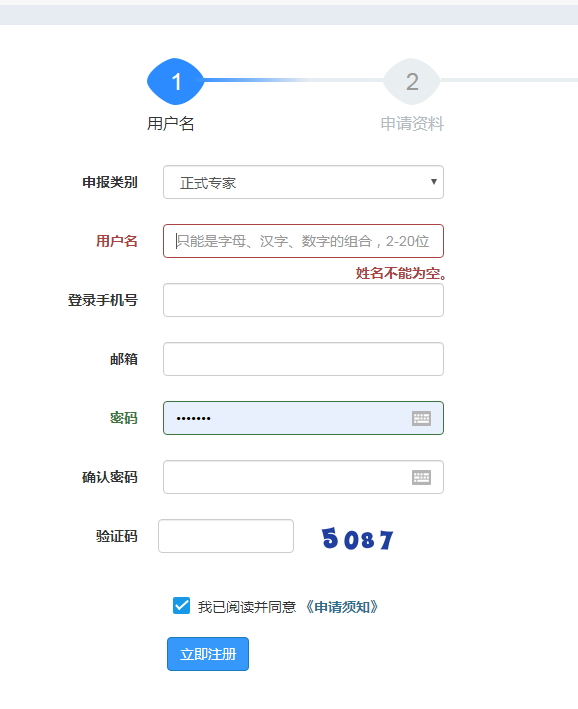 1
2
用户名
申请资料
申报类别
正式专家
用户名
只能是字母、汉字、数字的组合，2-20位
姓名不能为空。
登录手机号
邮箱
密码
•••••••
确认密码
验证码
5087
我已阅读并同意 《申请须知》
立即注册